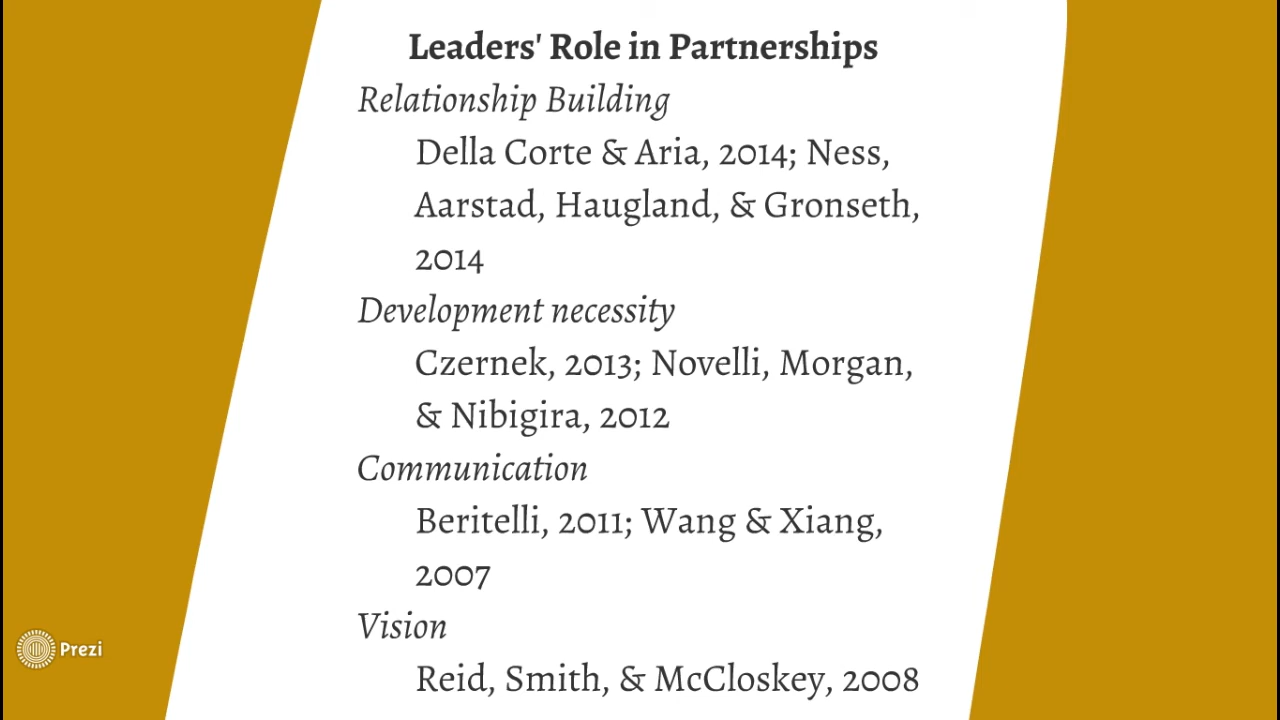 Leaders' Role in Partnerships
Relationship Building
Della Corte & Aria, 2014; Ness,
Aarstad, Haugland, & Gronseth,
2014
Development necessity
Czernek, 2013; Novelli, Morgan,
& Nibigira, 2012
Communication
Beritelli, 2011; Wang & Xiang,
2007
Vision
Reid, Smith, & McCloskey, 2008
Prezi